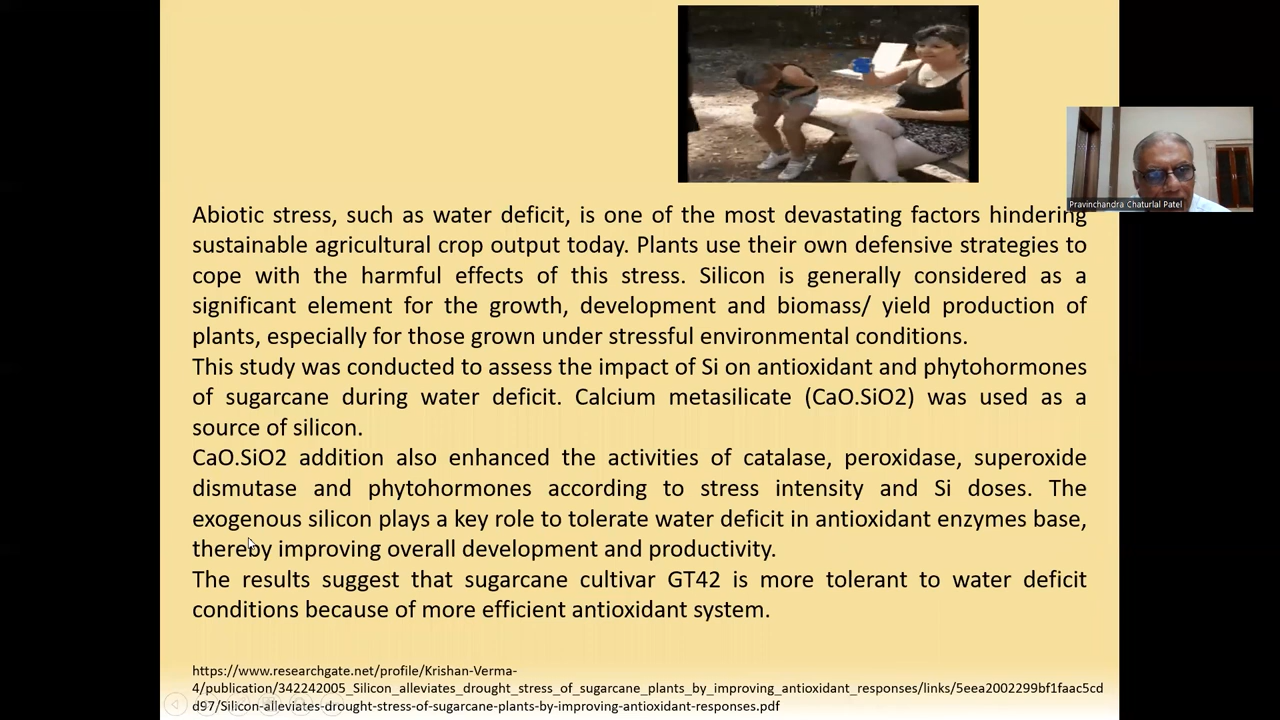 Pravinchandra Chaturlal Patel
Abiotic stress, such as water deficit, is one of the most devastating factors hindering
sustainable agricultural crop output today. Plants use their own defensive strategies to
cope with the harmful effects of this stress. Silicon is generally considered as a
significant element for the growth, development and biomass/ yield production of
plants, especially for those grown under stressful environmental conditions.
This study was conducted to assess the impact of Si on antioxidant and phytohormones
of sugarcane during water deficit. Calcium metasilicate (CaO.SiO2) was used as a
source of silicon.
CaO.SiO2 addition also enhanced the activities of catalase, peroxidase, superoxide
dismutase and phytohormones according to stress intensity and Si doses. The
exogenous silicon plays a key role to tolerate water deficit in antioxidant enzymes base,
thereby improving overall development and productivity.
The results suggest that sugarcane cultivar GT42 is more tolerant to water deficit
conditions because of more efficient antioxidant system.
https://www.researchgate.net/profile/Krishan-Verma-
4/publication/342242005_Silicon_alleviates_drought_stress_of_sugarcane_plants_by_improving_antioxidant_responses/links/5eea2002299bf1faac5cd
d97/Silicon-alleviates-drought-stress-of-sugarcane-plants-by-improving-antioxidant-responses.pdf